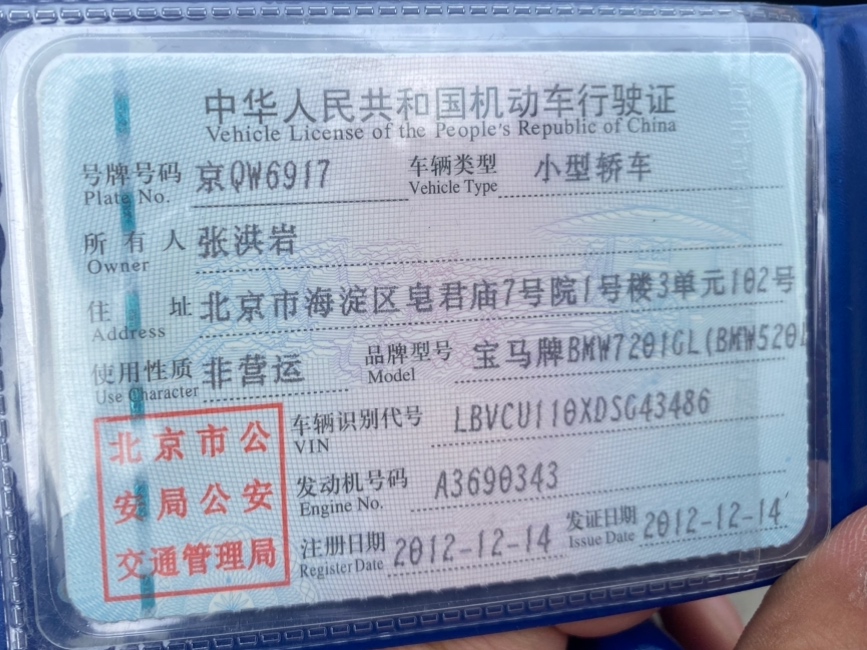 中华人民共和国机动车行驶证
Vehicle License of the People's Republic of China
号牌号码 京QW6917 车辆类型 小型轿车
Plate No. Vehicle Type
所有人 张洪岩
Owner
住址 北京市海淀区皂君庙7号院1号楼3单元102号
Address
使用性质 非营运 品牌型号 宝马牌BMW7201GL(BMW520L
Use Character Model
车辆识别代号 LBVCU110XDSG43486
VIN
发动机号码 A3690343
Engine No.
注册日期 2012-12-14 发证日期 2012-12-14
Register Date Issue Date
北京市公
安局公安
交通管理局